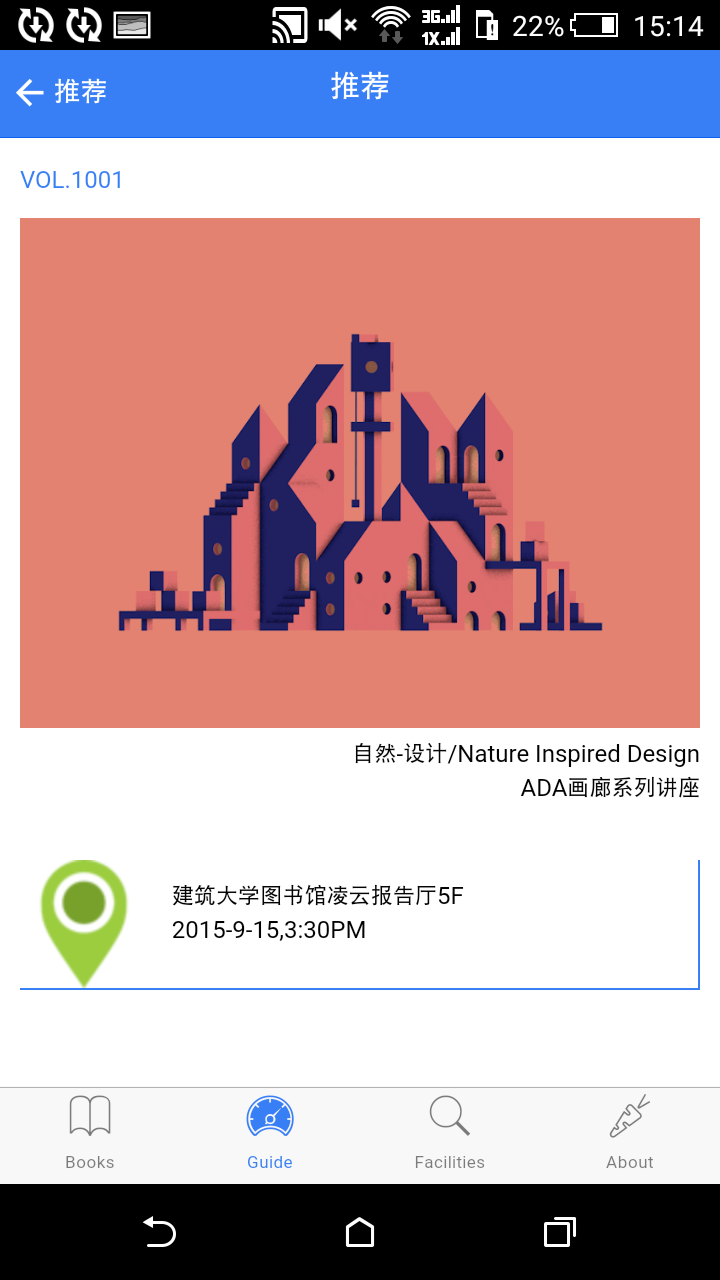 3G 22% 15:14
1X
推荐 推荐
VOL.1001
自然-设计/Nature Inspired Design
ADA画廊系列讲座
建筑大学图书馆凌云报告厅5F
2015-9-15,3:30PM
Books Guide Facilities About